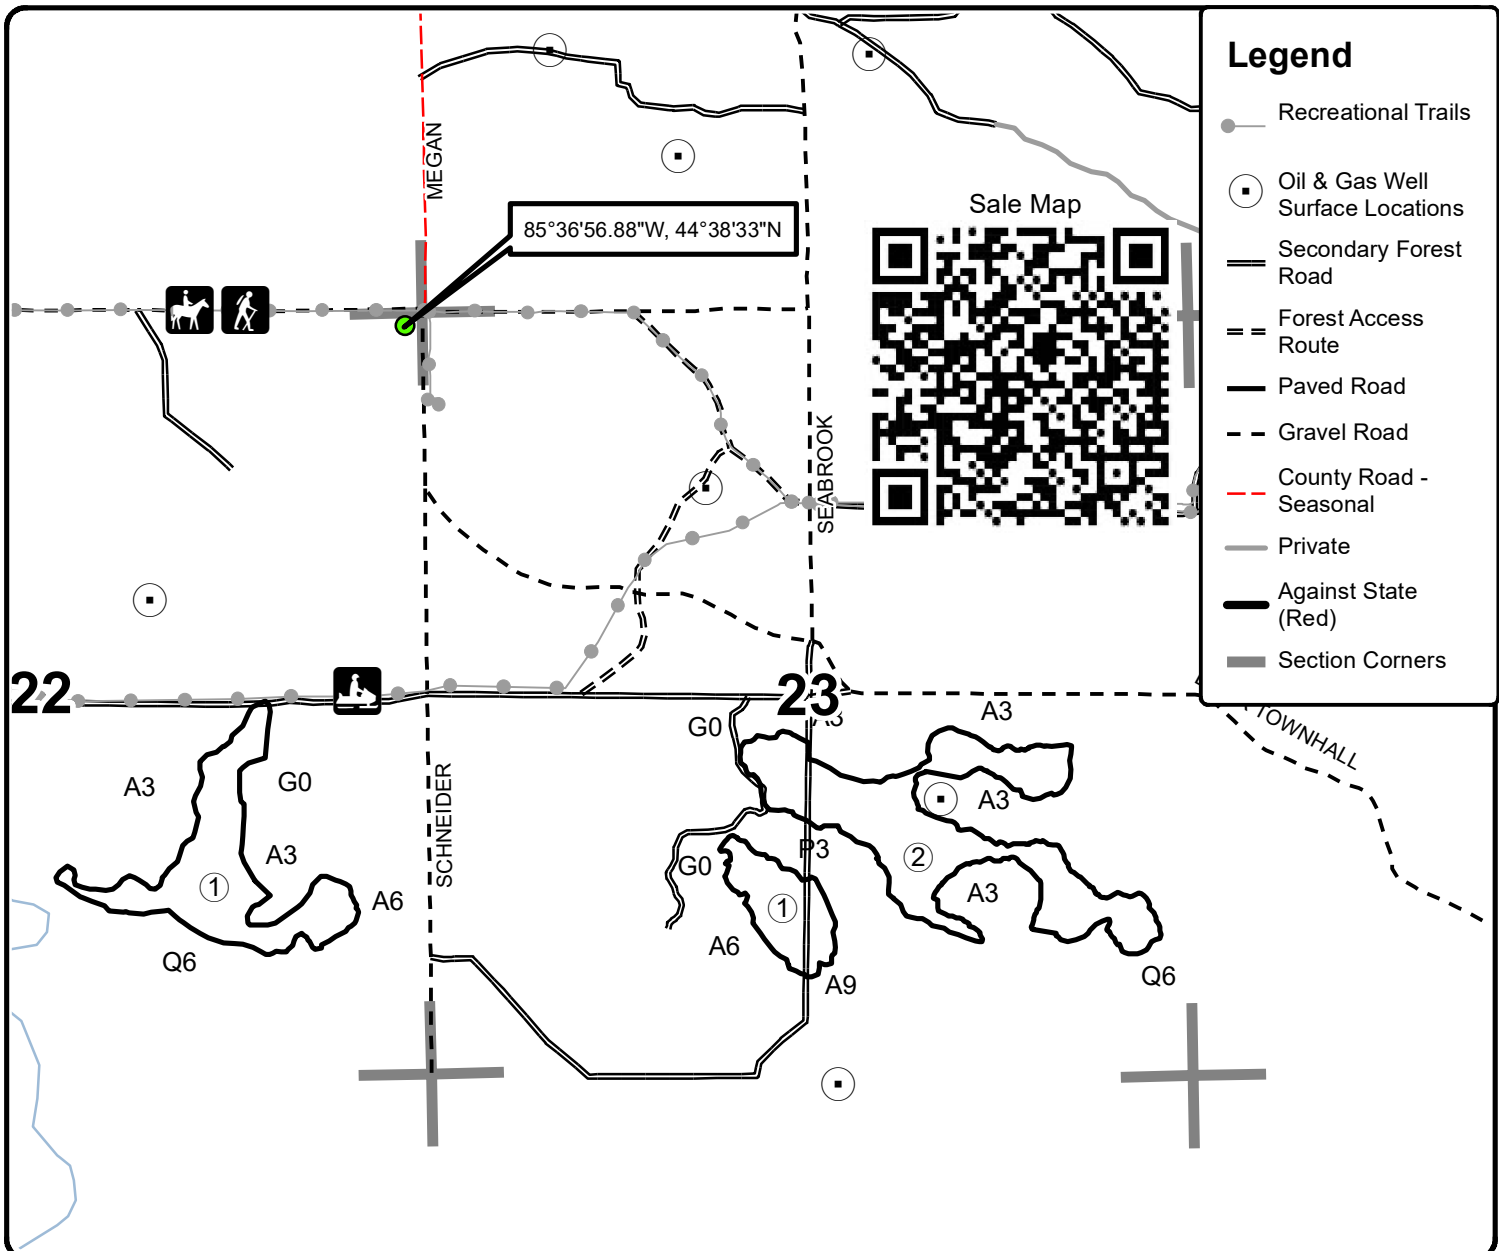 Legend
Recreational Trails
Oil & Gas Well
Surface Locations
Secondary Forest
Road
Forest Access
Route
Paved Road
Gravel Road
County Road -
Seasonal
Private
Against State
(Red)
Section Corners
MEGAN
85°36'56.88"W, 44°38'33"N
Sale Map
SEABROOK
22
23
A3
A3
G0
TOWNHALL
A3
G0
A3
SCHNEIDER
A3
P3
2
G0
1
A3
A6
1
A6
Q6
A9
Q6